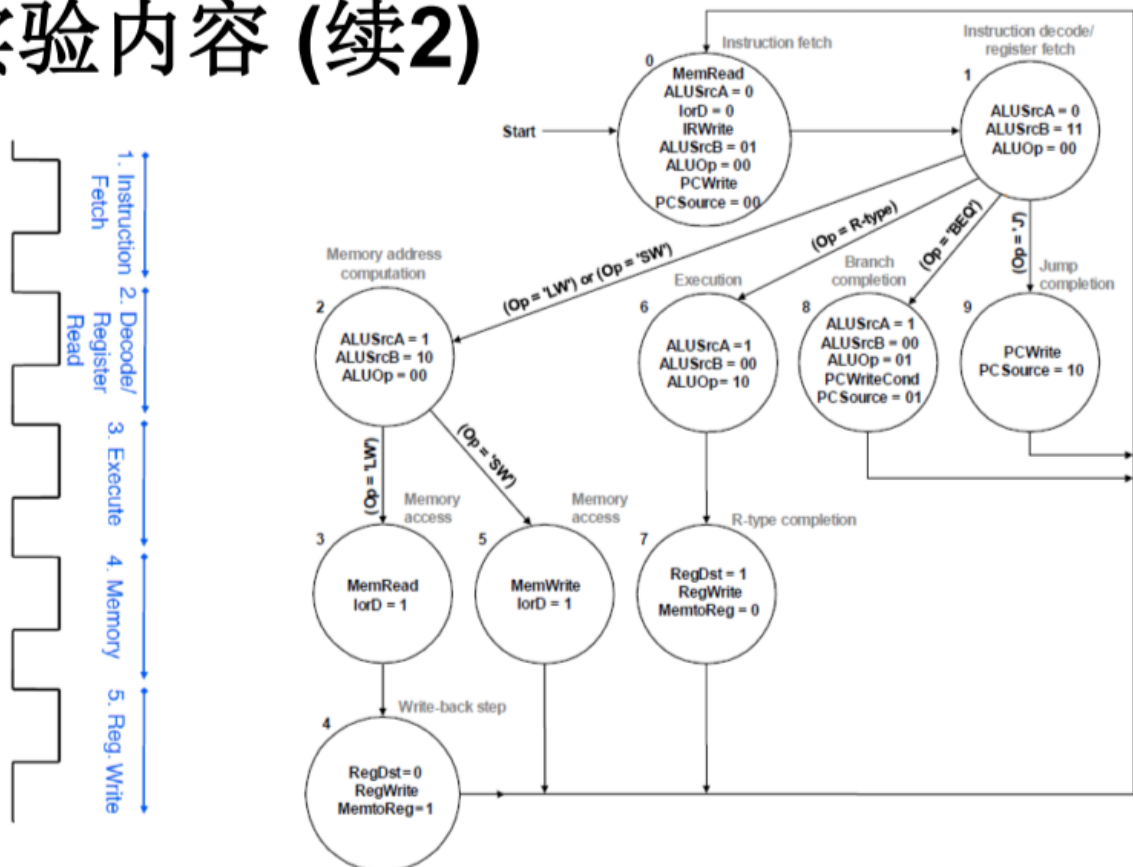 实验内容 (续2)
1. Instruction
Fetch
2. Decode/
Register
Read
3. Execute
4. Memory
5. Reg. Write
Start
0
Instruction fetch
MemRead
ALUSrcA = 0
IorD = 0
IRWrite
ALUSrcB = 01
ALUOp = 00
PCWrite
PCSource = 00
Instruction decode/
register fetch
1
ALUSrcA = 0
ALUSrcB = 11
ALUOp = 00
(Op = 'LW') or (Op = 'SW')
(Op = R-type)
(Op = 'BEQ')
(Op = 'J')
Memory address
computation
2
ALUSrcA = 1
ALUSrcB = 10
ALUOp = 00
Execution
6
ALUSrcA =1
ALUSrcB = 00
ALUOp= 10
Branch
completion
8
ALUSrcA = 1
ALUSrcB = 00
ALUOp = 01
PCWriteCond
PCSource = 01
Jump
completion
9
PCWrite
PCSource = 10
(Op = 'LW')
(Op = 'SW')
Memory
access
3
MemRead
IorD = 1
Memory
access
5
MemWrite
IorD = 1
R-type completion
7
RegDst = 1
RegWrite
MemtoReg = 0
Write-back step
4
RegDst=0
RegWrite
MemtoReg=1